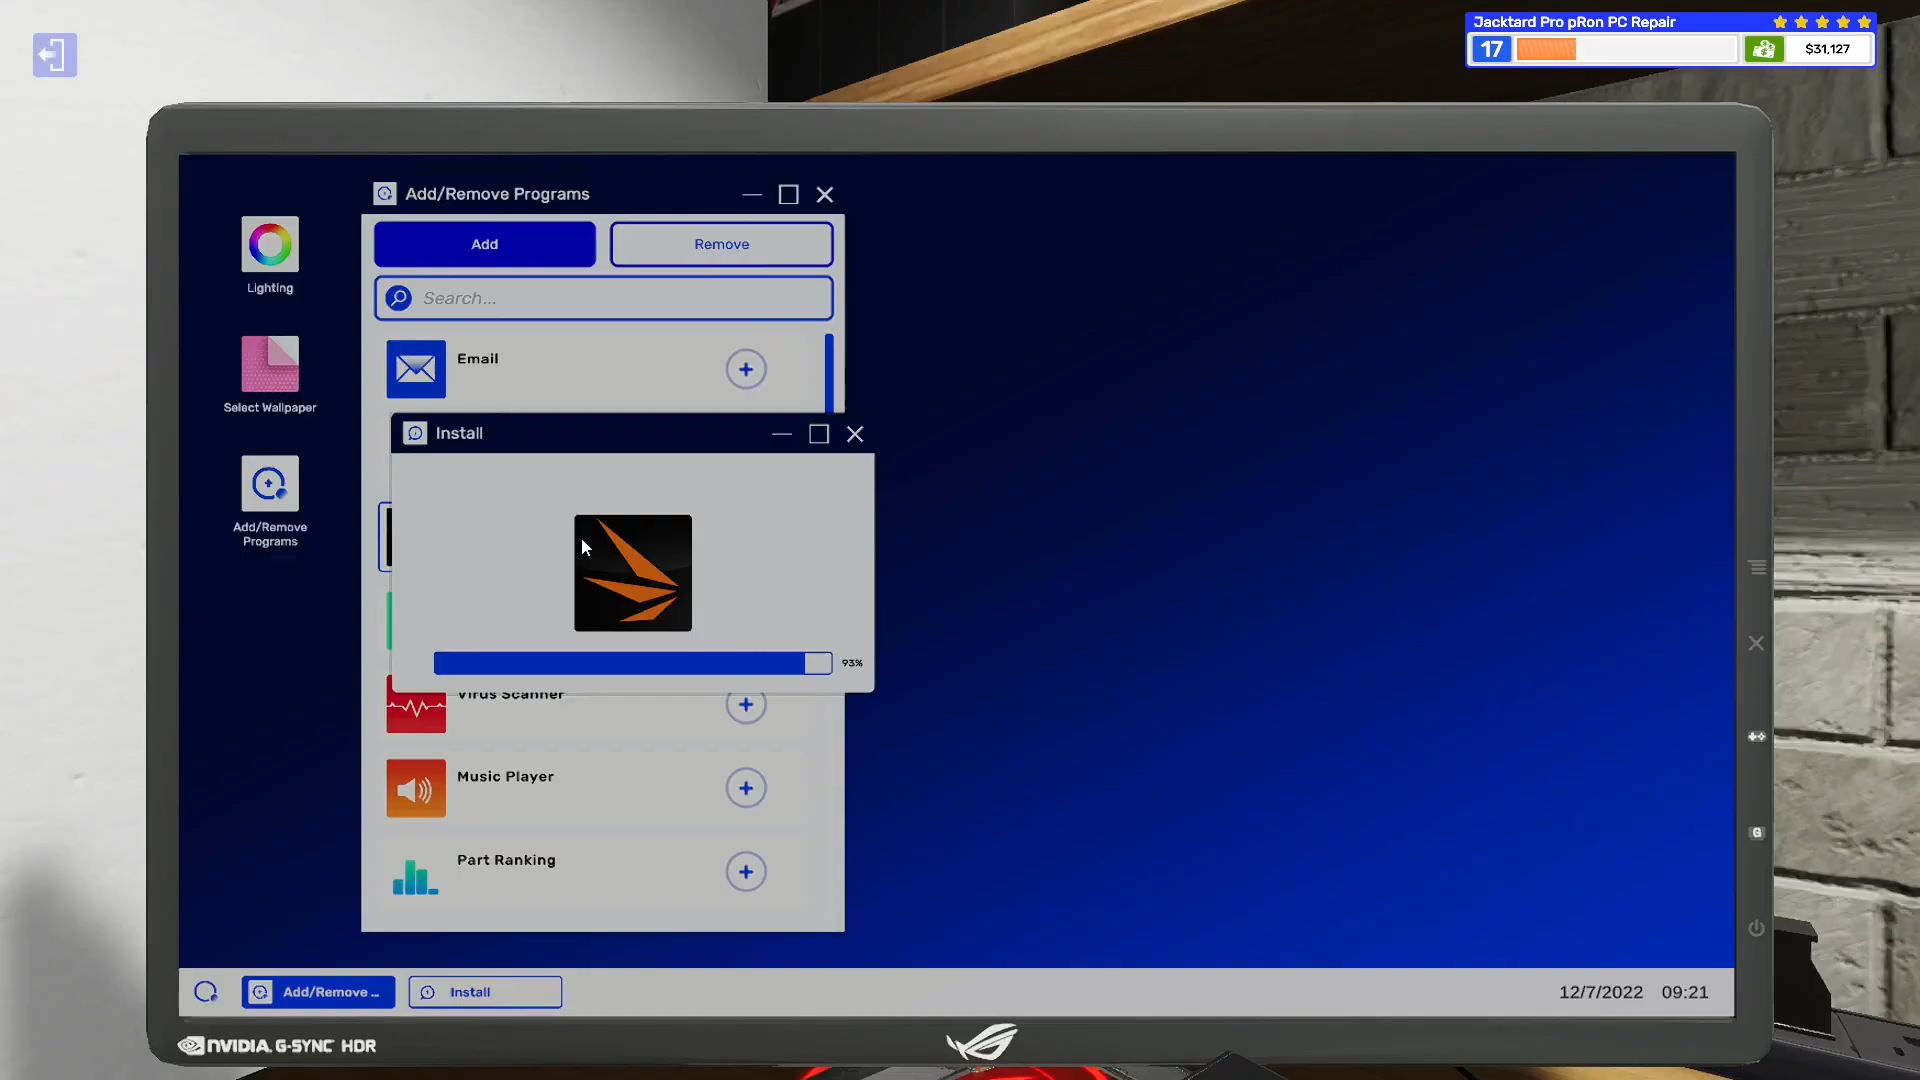 Jacktard Pro pRon PC Repair
17
$31,127
Add/Remove Programs
Add
Remove
Search...
Lighting
Email
Select Wallpaper
Install
Add/Remove
Programs
93%
Virus Scanner
Music Player
Part Ranking
G
Add/Remove ...
Install
12/7/2022 09:21
NVIDIA. G-SYNC HDR